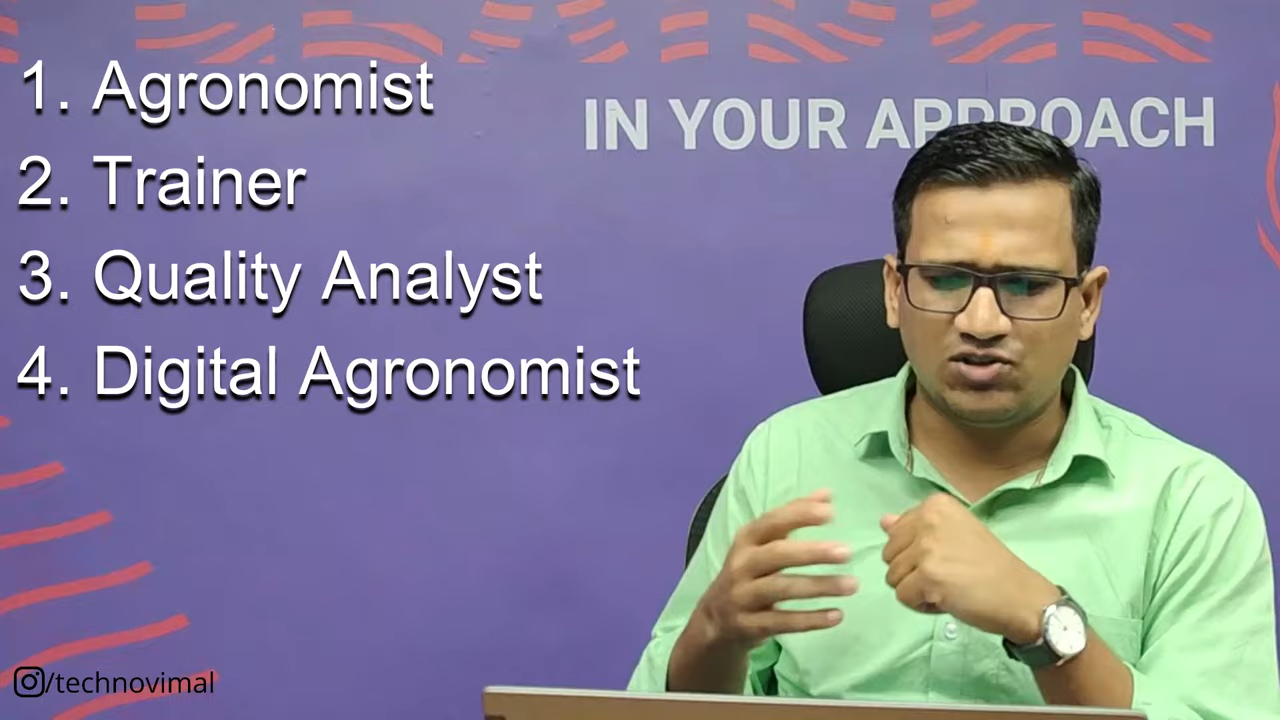 1. Agronomist
IN YOUR APPROACH
2. Trainer
3. Quality Analyst
4. Digital Agronomist
/technovimal